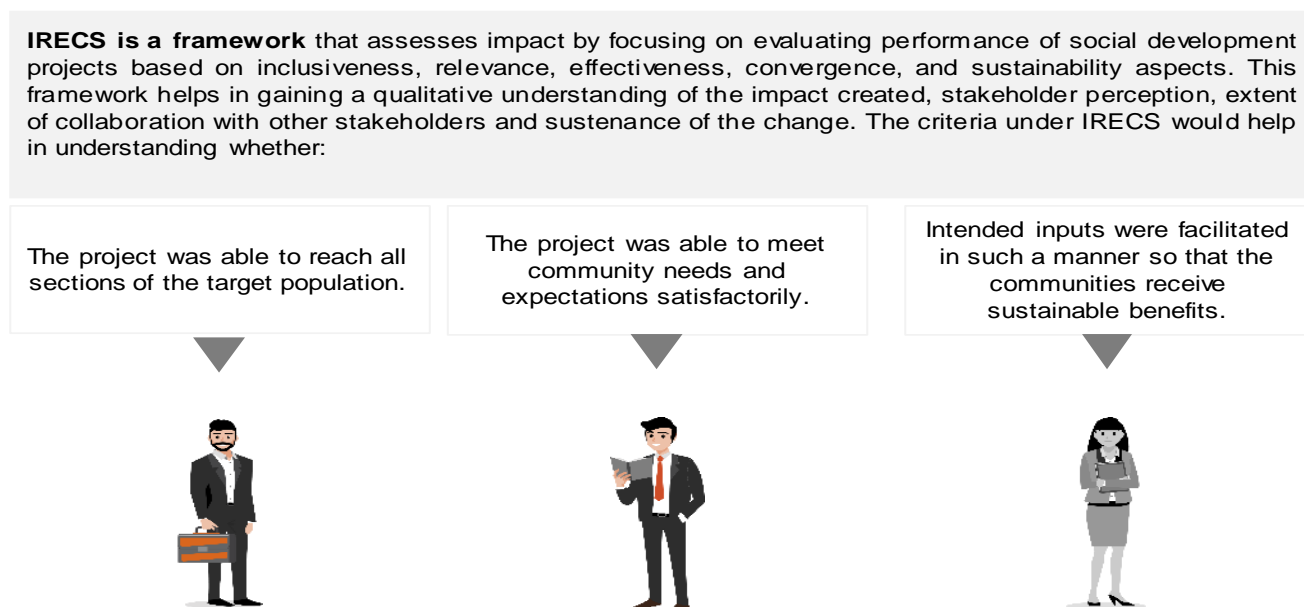 IRECS is a framework that assesses impact by focusing on evaluating performance of social development
projects based on inclusiveness, relevance, effectiveness, convergence, and sustainability aspects. This
framework helps in gaining a qualitative understanding of the impact created, stakeholder perception, extent
of collaboration with other stakeholders and sustenance of the change. The criteria under IRECS would help
in understanding whether:
The project was able to reach all
sections of the target population.
The project was able to meet
community needs and
expectations satisfactorily.
Intended inputs were facilitated
in such a manner so that the
communities receive
sustainable benefits.